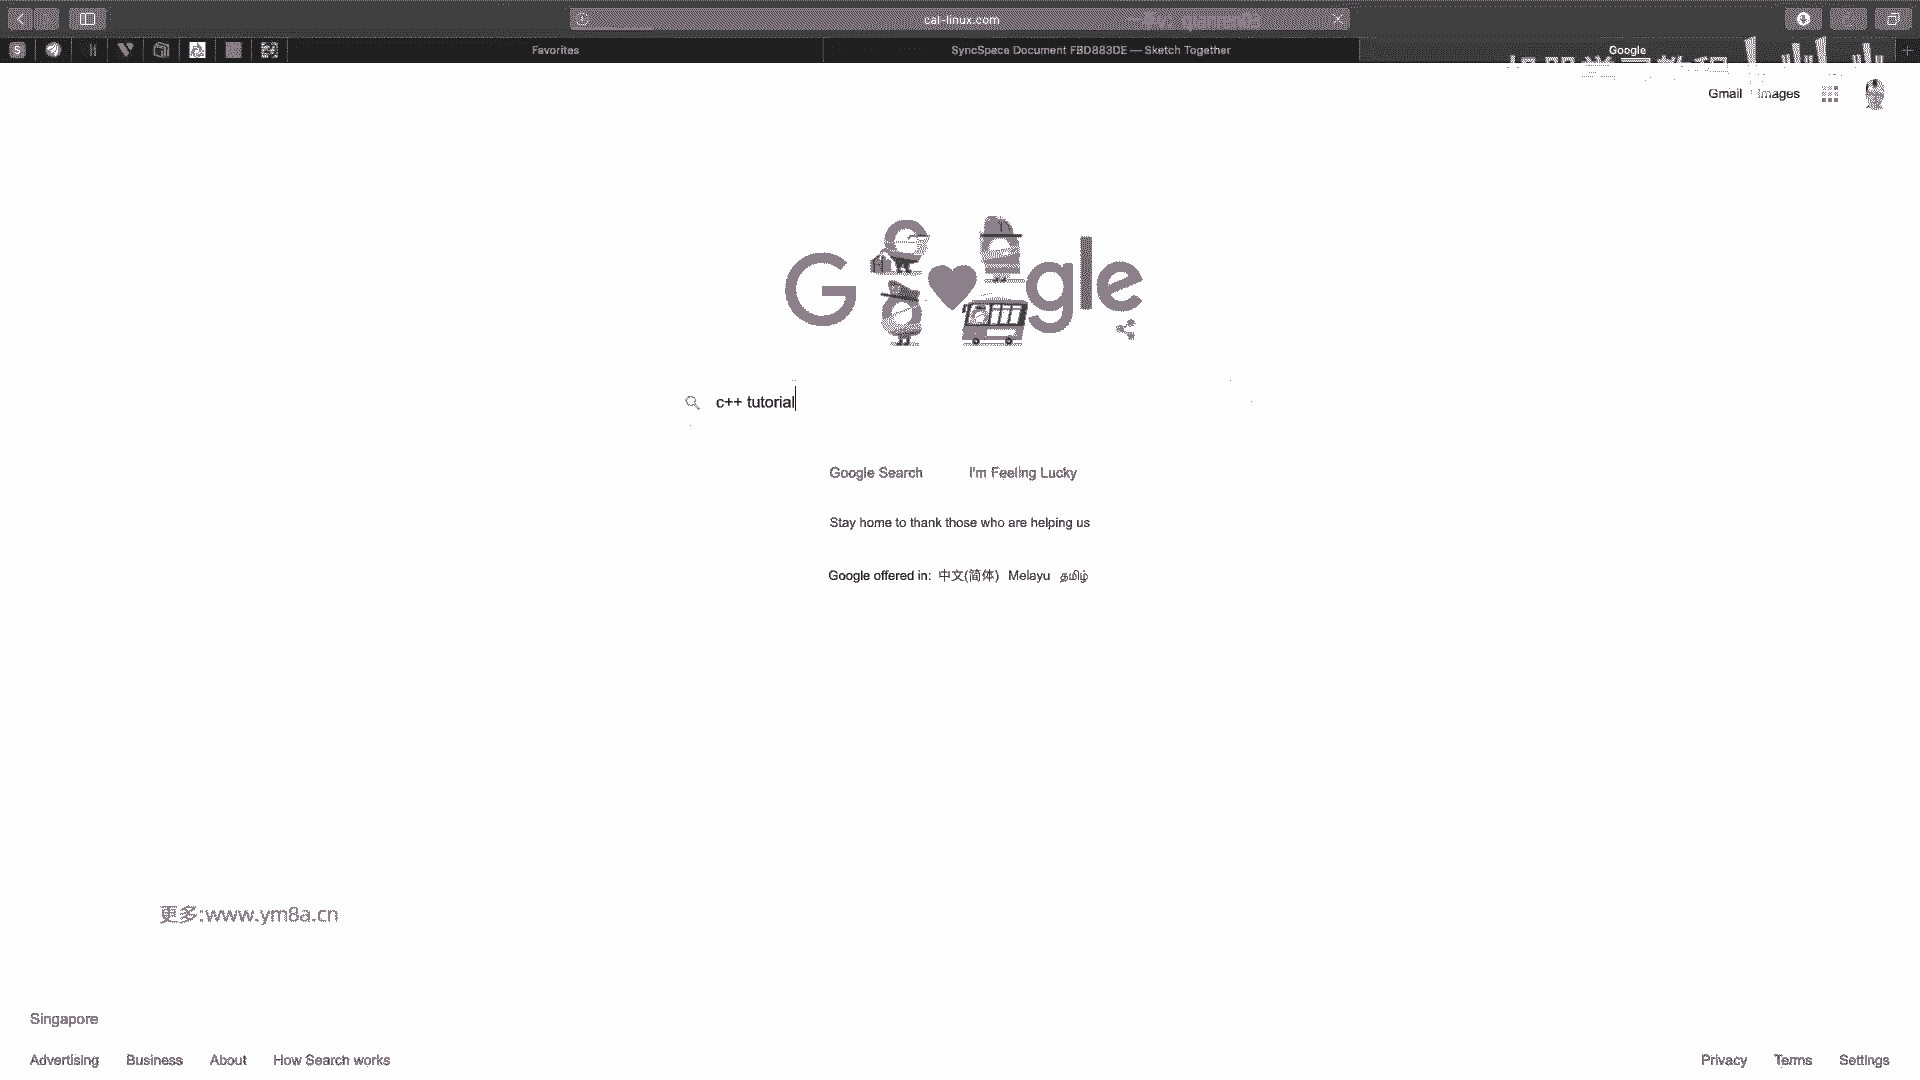 cal-linux.com
S
Favorites
SyncSpace Document FBD883DE — Sketch Together
Google
Gmail
Images
Google
c++ tutorial
Google Search
I'm Feeling Lucky
Stay home to thank those who are helping us
Google offered in: 中文(简体) Melayu தமிழ்
更多:www.ym8a.cn
Singapore
Advertising Business About How Search works
Privacy Terms Settings